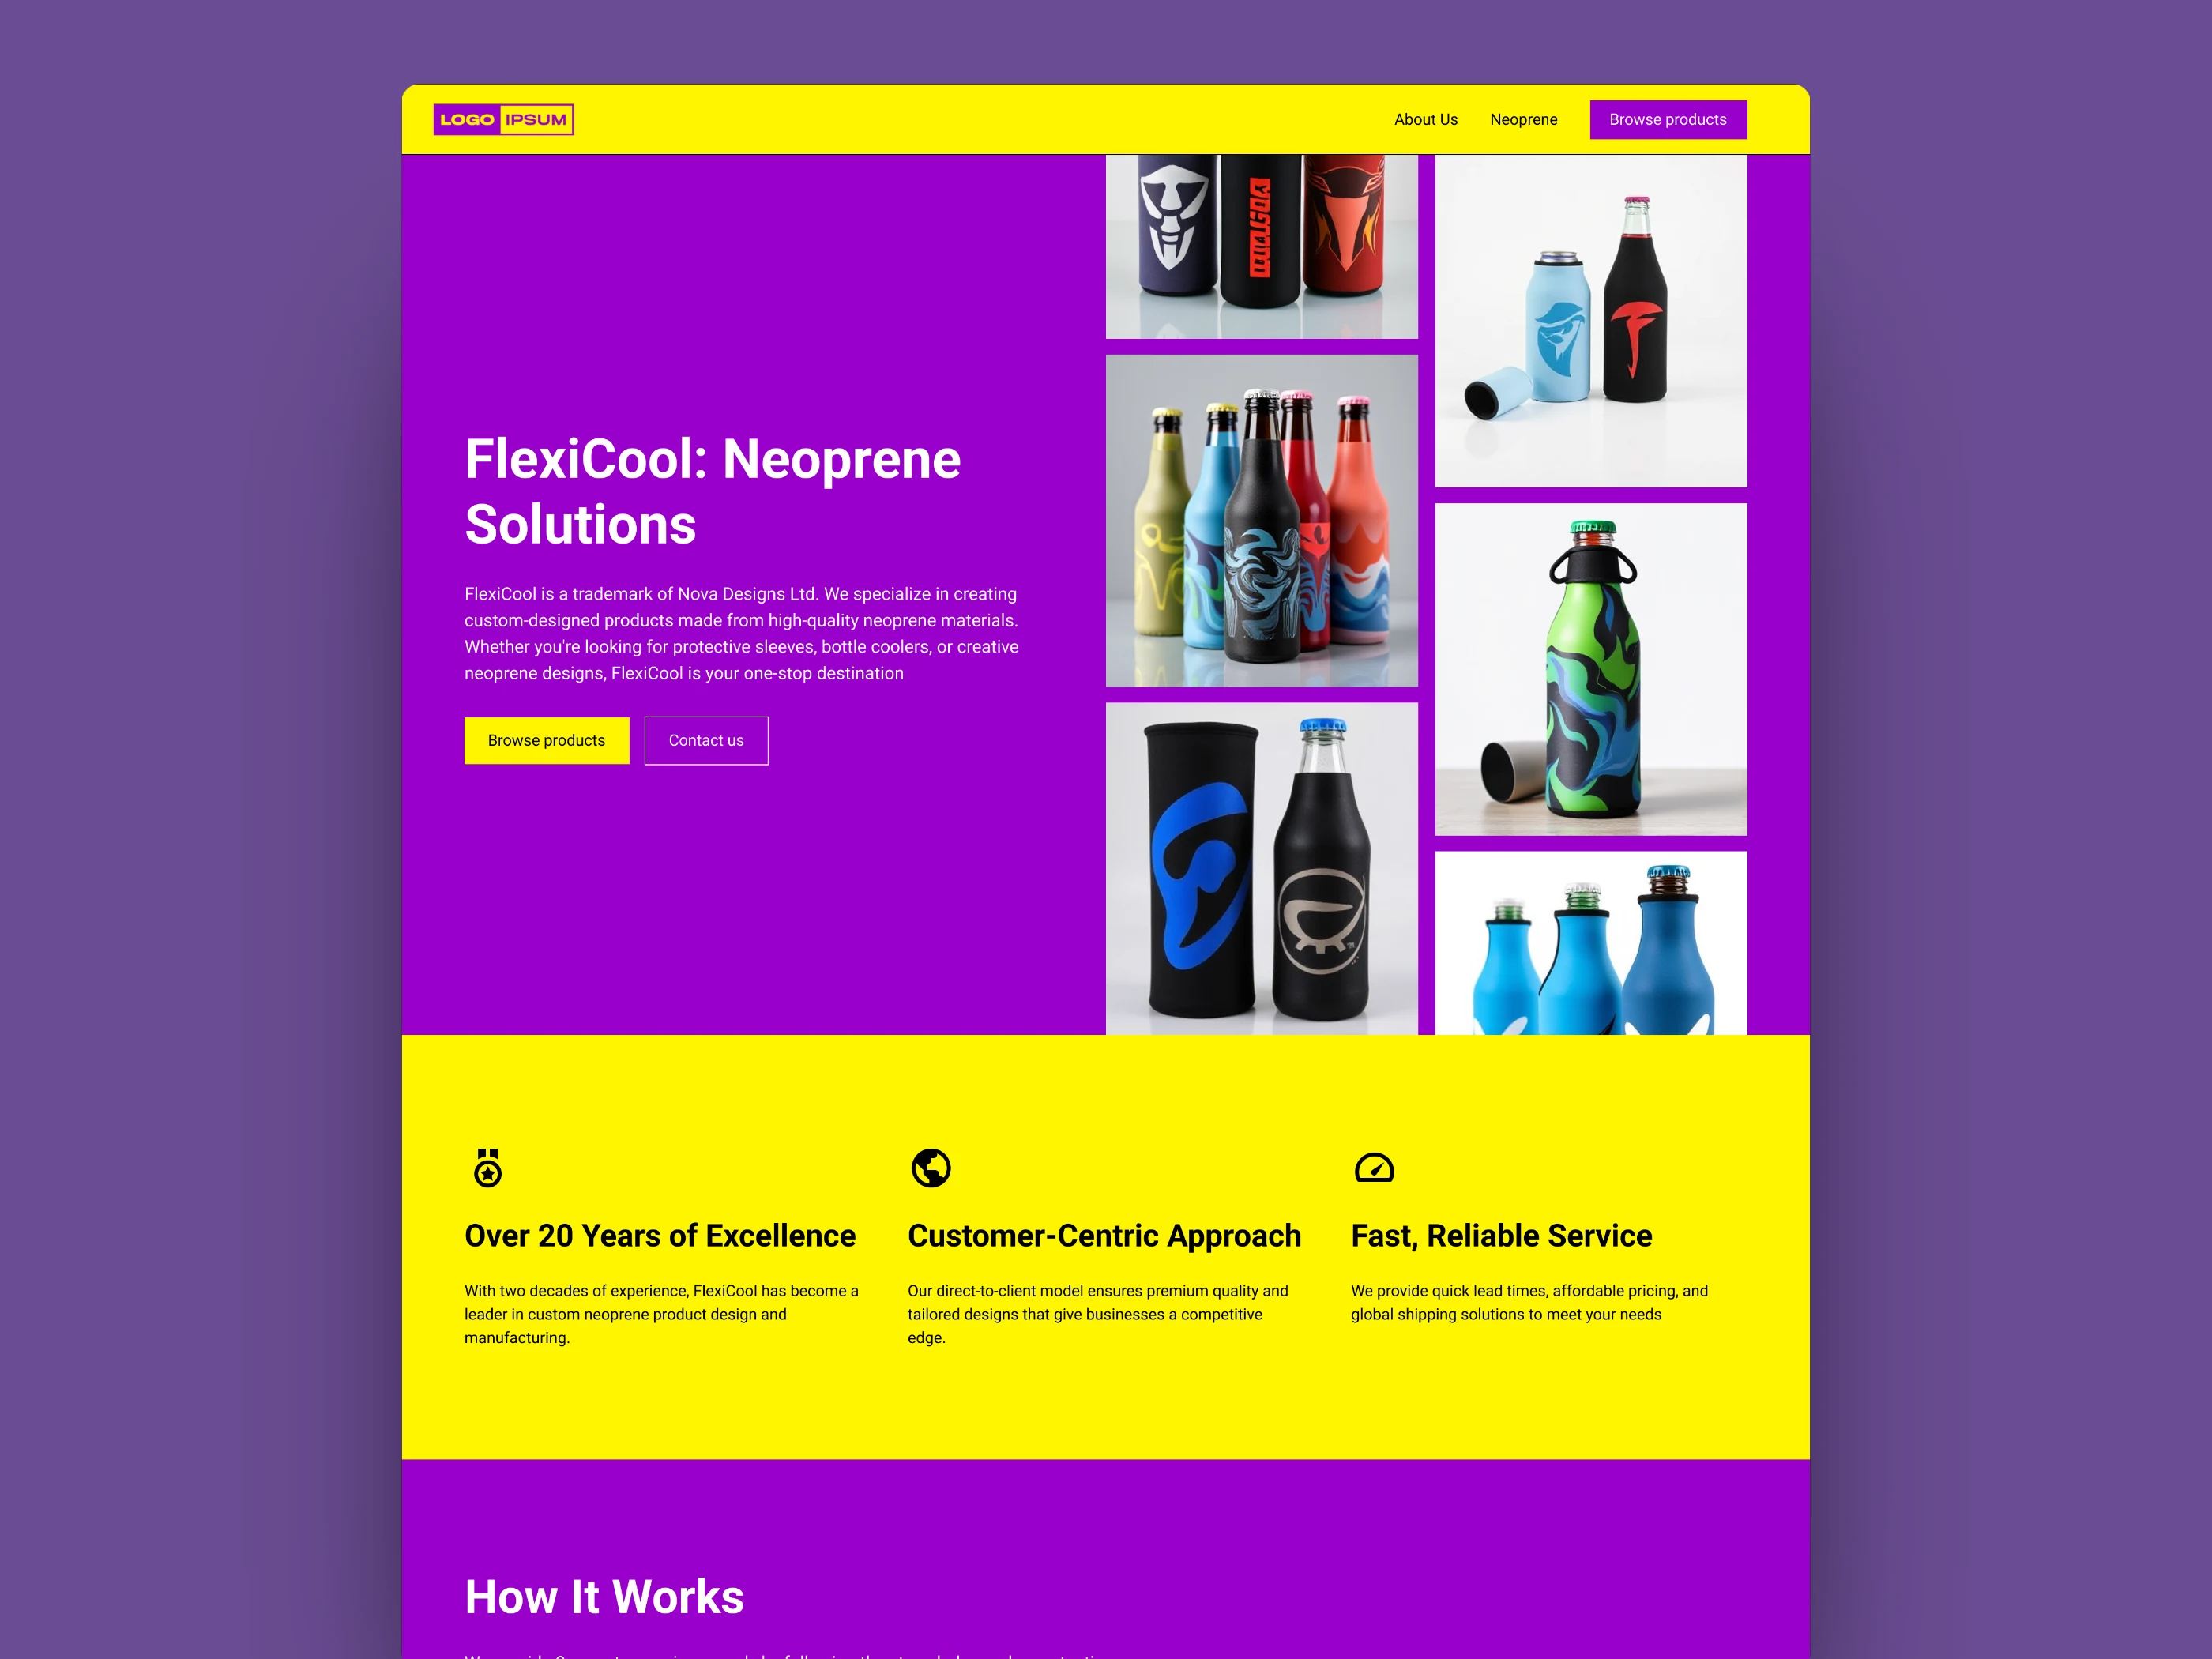 LOGO IPSUM
About Us
Neoprene
Browse products
FlexiCool: Neoprene
Solutions
FlexiCool is a trademark of Nova Designs Ltd. We specialize in creating
custom-designed products made from high-quality neoprene materials.
Whether you're looking for protective sleeves, bottle coolers, or creative
neoprene designs, FlexiCool is your one-stop destination
Browse products
Contact us
Over 20 Years of Excellence
With two decades of experience, FlexiCool has become a
leader in custom neoprene product design and
manufacturing.
Customer-Centric Approach
Our direct-to-client model ensures premium quality and
tailored designs that give businesses a competitive
edge.
Fast, Reliable Service
We provide quick lead times, affordable pricing, and
global shipping solutions to meet your needs
How It Works